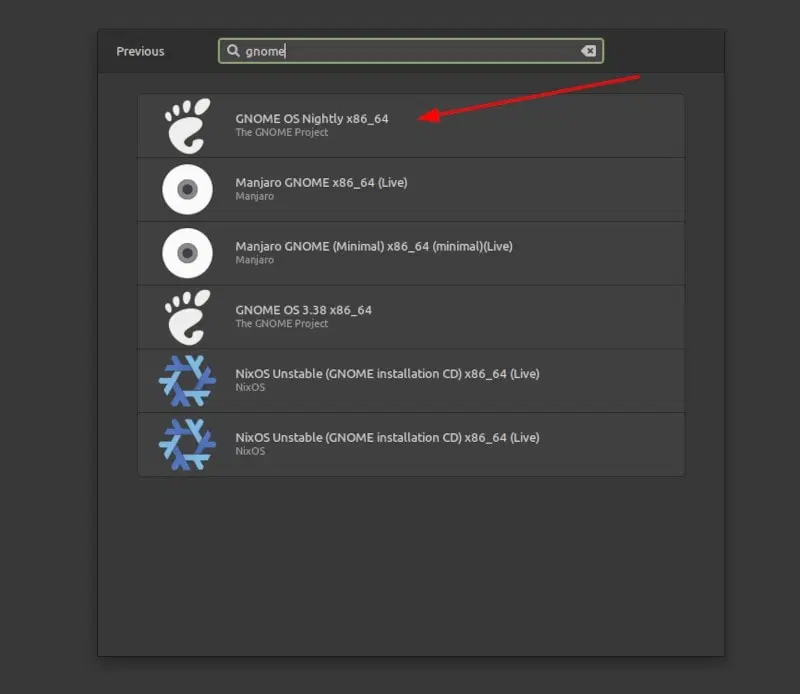 Previous
gnome
GNOME OS Nightly x86_64
The GNOME Project
Manjaro GNOME x86_64 (Live)
Manjaro
Manjaro GNOME (Minimal) x86_64 (minimal)(Live)
Manjaro
GNOME OS 3.38 x86_64
The GNOME Project
NixOS Unstable (GNOME installation CD) x86_64 (Live)
NixOS
NixOS Unstable (GNOME installation CD) x86_64 (Live)
NixOS